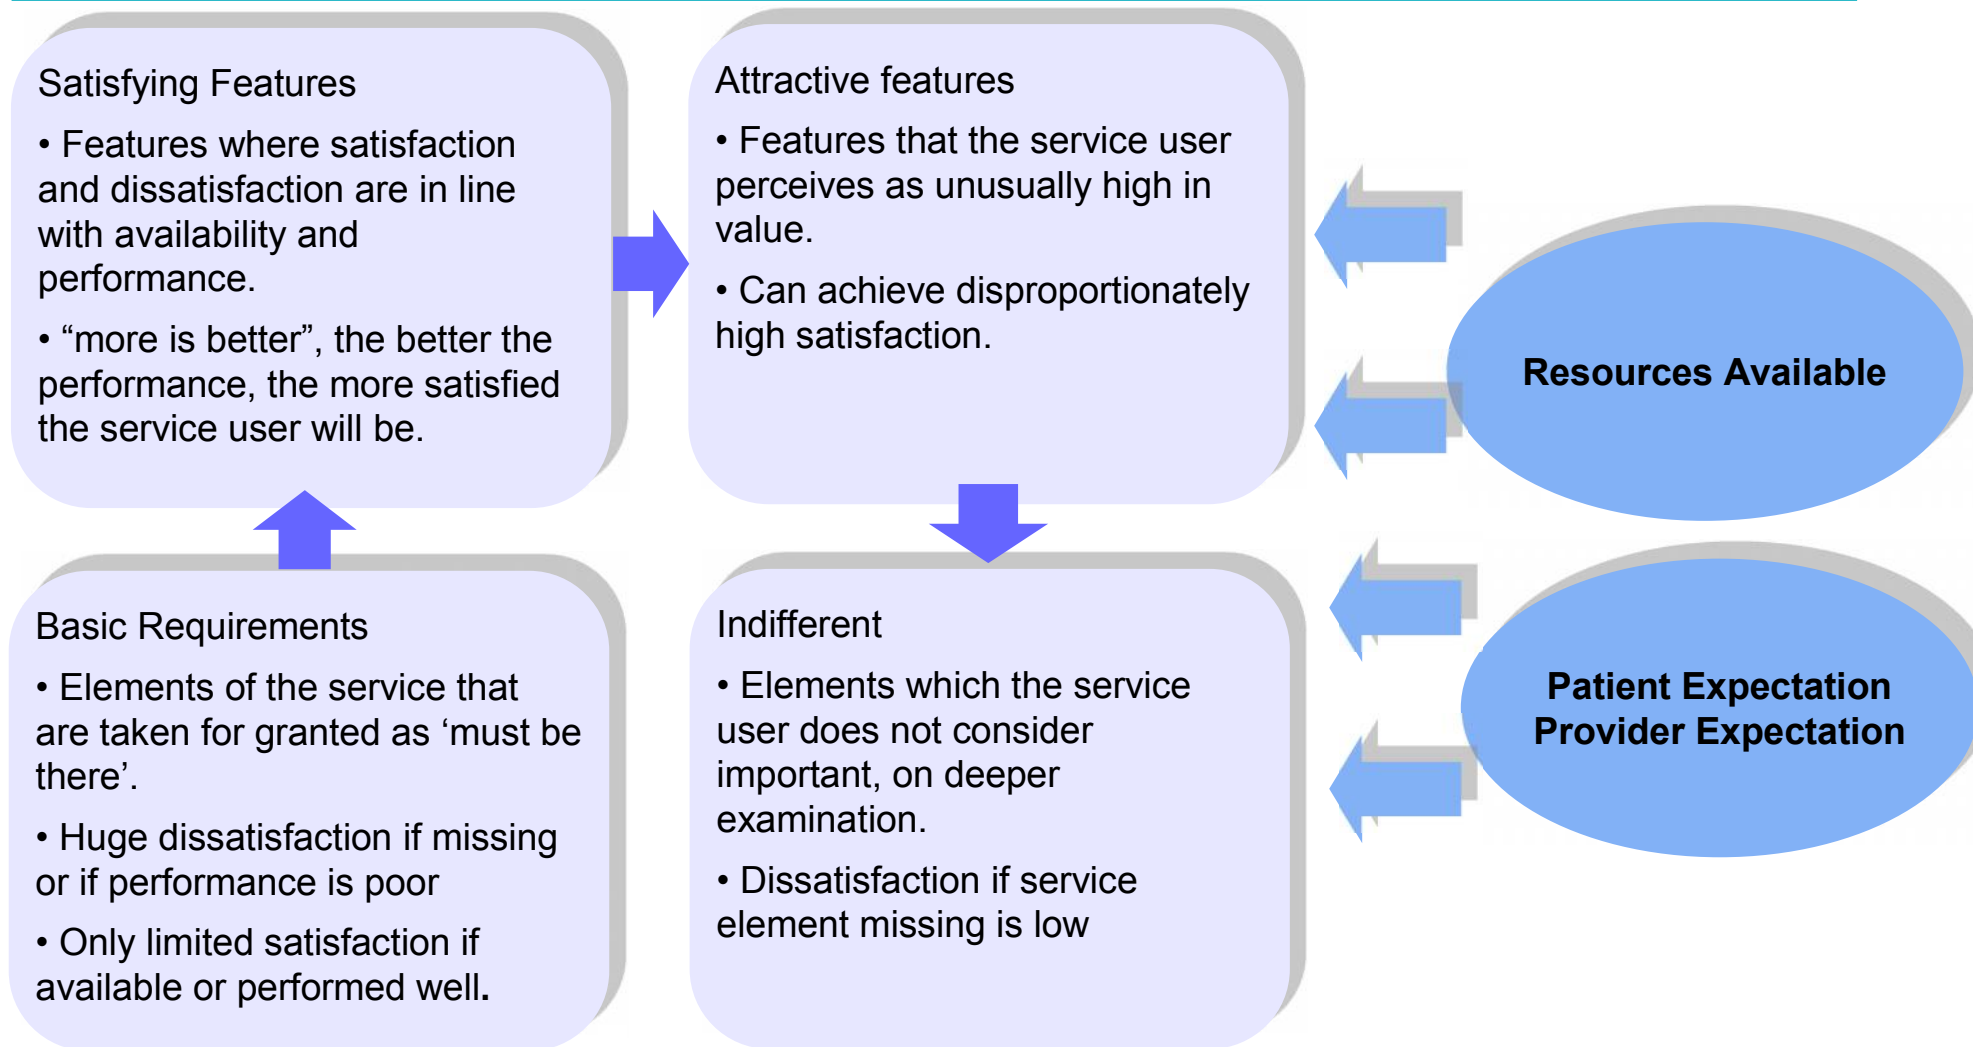 Satisfying Features
• Features where satisfaction
and dissatisfaction are in line
with availability and
performance.
• “more is better”, the better the
performance, the more satisfied
the service user will be.
Attractive features
• Features that the service user
perceives as unusually high in
value.
• Can achieve disproportionately
high satisfaction.
Resources Available
Basic Requirements
• Elements of the service that
are taken for granted as ‘must be
there’.
• Huge dissatisfaction if missing
or if performance is poor
• Only limited satisfaction if
available or performed well.
Indifferent
• Elements which the service
user does not consider
important, on deeper
examination.
• Dissatisfaction if service
element missing is low
Patient Expectation
Provider Expectation